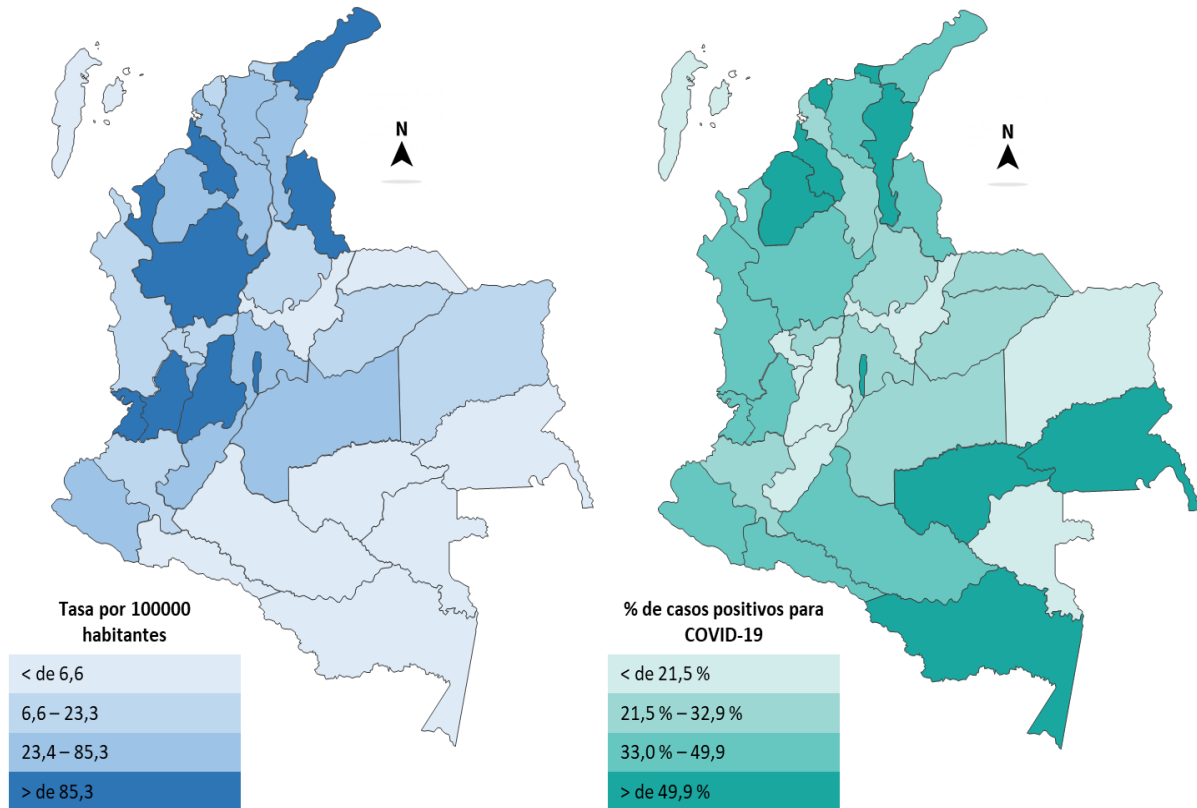 N
N
Tasa por 100000
habitantes
< de 6,6
6,6 – 23,3
23,4 – 85,3
> de 85,3
% de casos positivos para
COVID-19
< de 21,5 %
21,5 % – 32,9 %
33,0 % – 49,9
> de 49,9 %